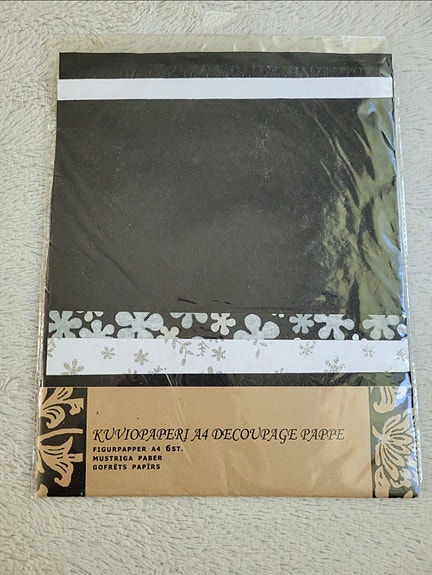 KUVIOPAPERI A4 DECOUPAGE PAPPE
FIGURPAPPER A4 6ST.
MUSTRIGA PABER
GOFRĒTS PAPĪRS